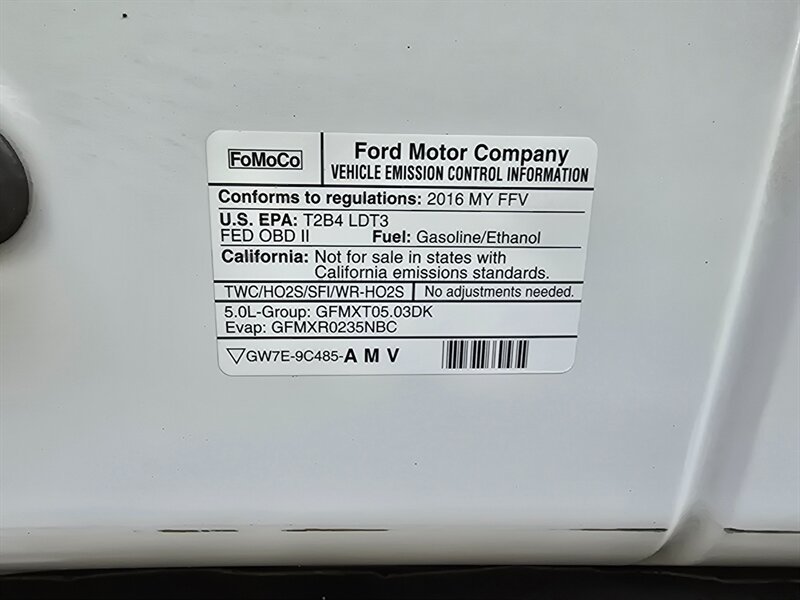 FoMoCo
Ford Motor Company
VEHICLE EMISSION CONTROL INFORMATION
Conforms to regulations: 2016 MY FFV
U.S. EPA: T2B4 LDT3
FED OBD II Fuel: Gasoline/Ethanol
California: Not for sale in states with
California emissions standards.
TWC/HO2S/SFI/WR-HO2S No adjustments needed.
5.0L-Group: GFMXT05.03DK
Evap: GFMXR0235NBC
GW7E-9C485-A M V